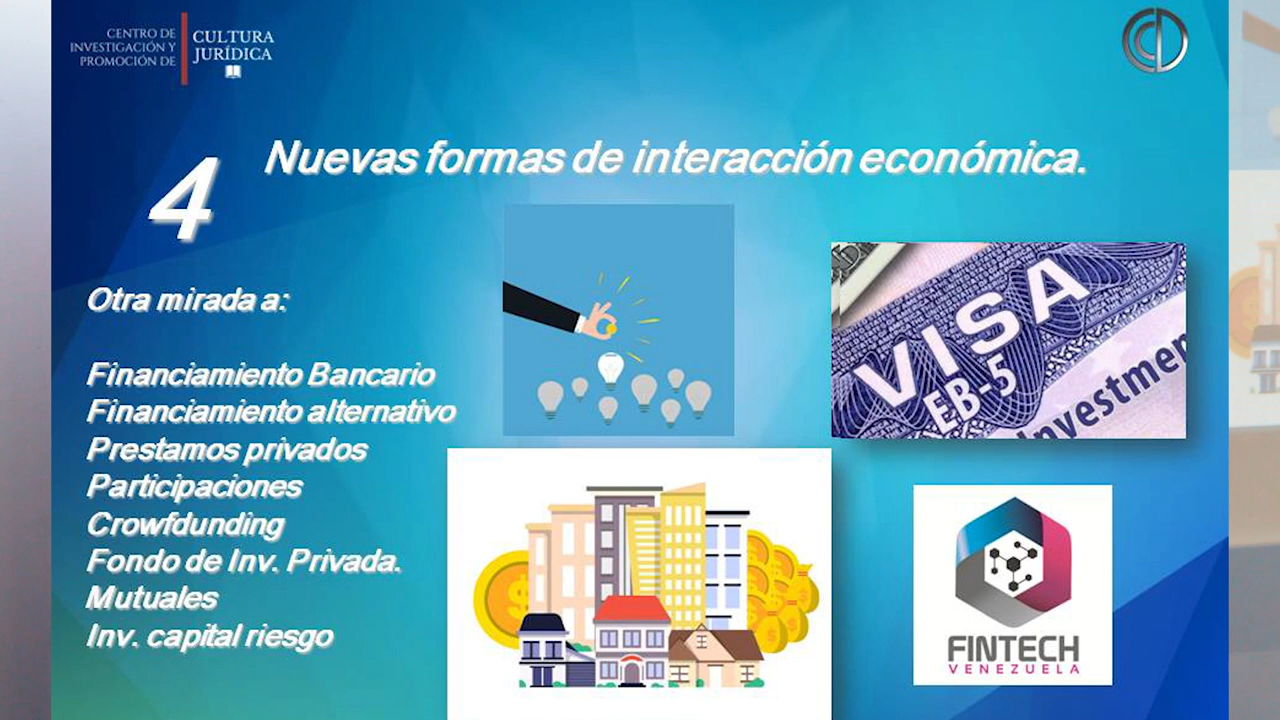 CENTRO DE
INVESTIGACIÓN Y
PROMOCIÓN DE
CULTURA
JURÍDICA
4
Nuevas formas de interacción económica.
Otra mirada a:
Financiamiento Bancario
Financiamiento alternativo
Prestamos privados
Participaciones
Crowfdunding
Fondo de Inv. Privada.
Mutuales
Inv. capital riesgo
VISA
EB-5
FINTECH
VENEZUELA